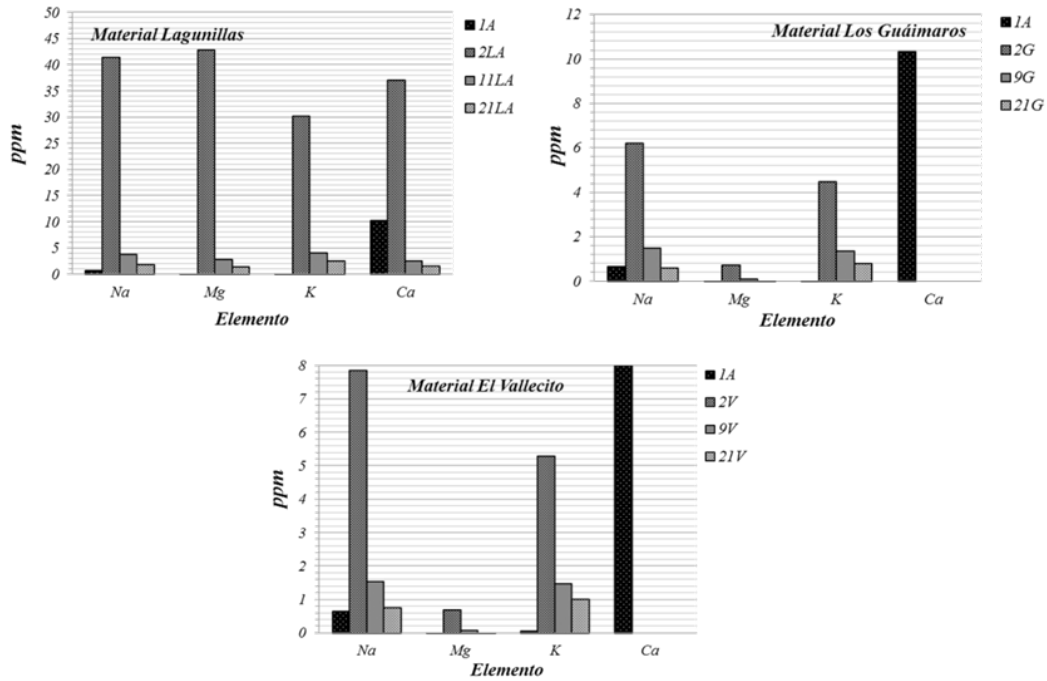 Material Lagunillas
ppm
50
45
40
35
30
25
20
15
10
5
0
Na Mg K Ca
Elemento
1A
2LA
11LA
21LA
Material Los Guáimaros
ppm
12
10
8
6
4
2
0
Na Mg K Ca
Elemento
1A
2G
9G
21G
Material El Vallecito
ppm
8
7
6
5
4
3
2
1
0
Na Mg K Ca
Elemento
1A
2V
9V
21V